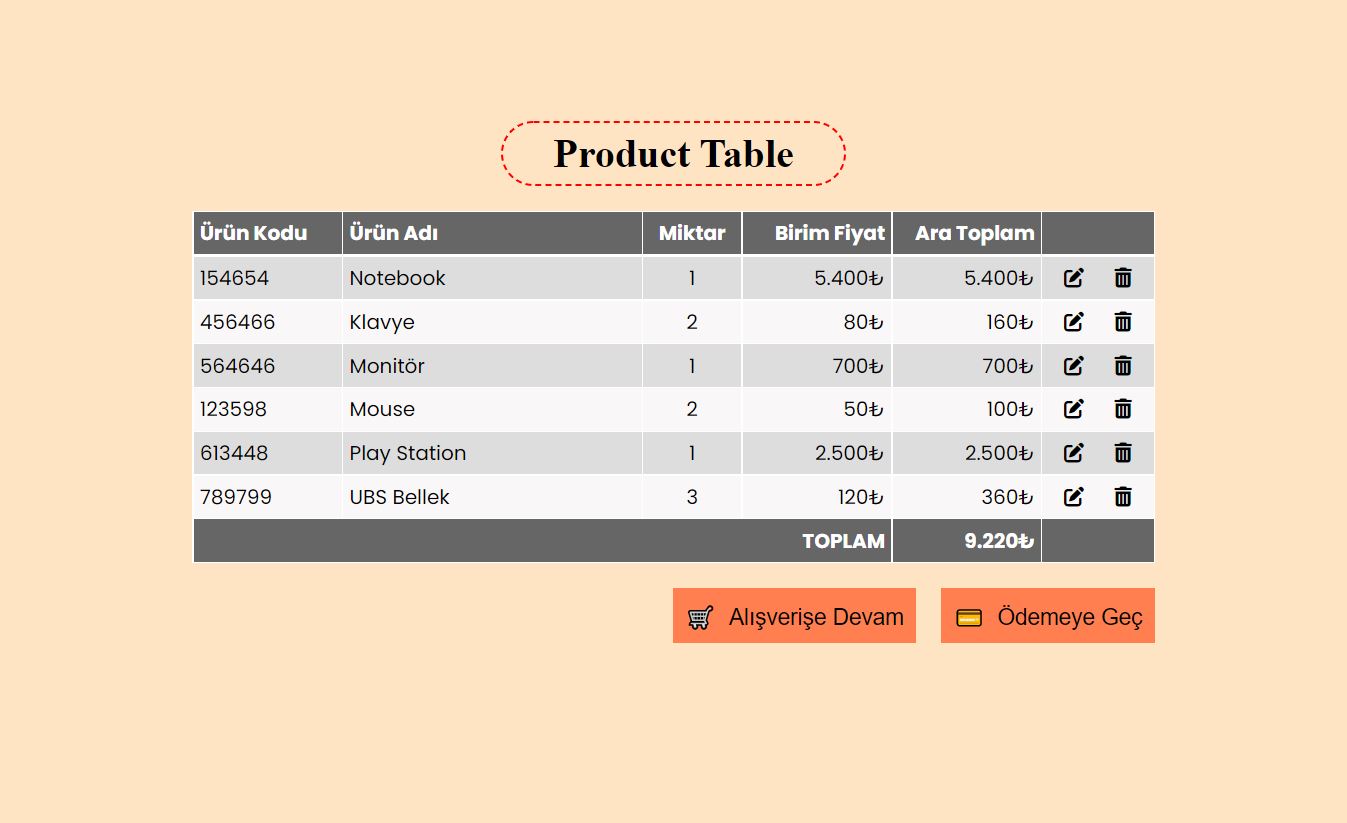 Product Table
Ürün Kodu Ürün Adı Miktar Birim Fiyat Ara Toplam
154654 Notebook 1 5.400₺ 5.400₺
456466 Klavye 2 80₺ 160₺
564646 Monitör 1 700₺ 700₺
123598 Mouse 2 50₺ 100₺
613448 Play Station 1 2.500₺ 2.500₺
789799 UBS Bellek 3 120₺ 360₺
TOPLAM 9.220₺
Alışverişe Devam Ödemeye Geç